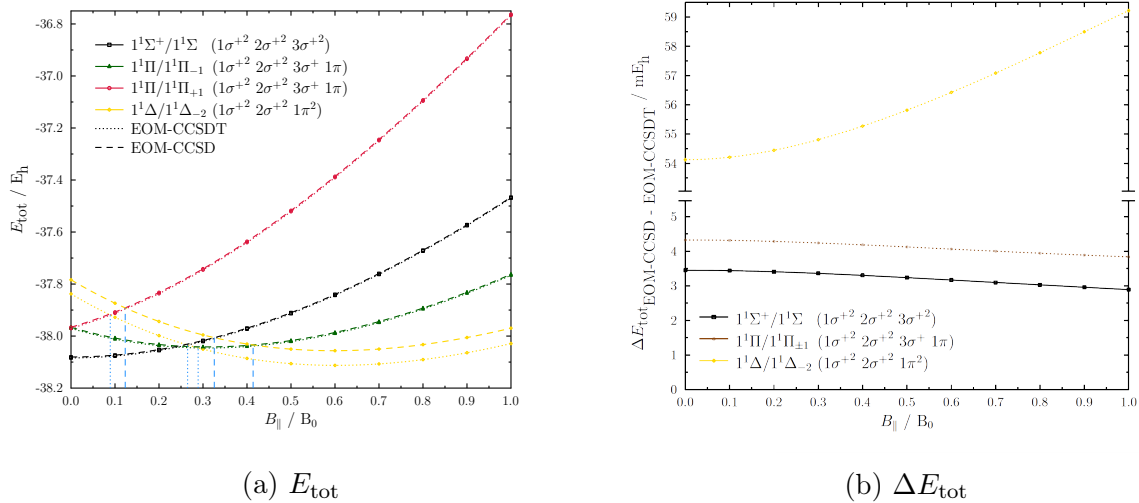 -36.8
-37.0
-37.2
-37.4
-37.6
-37.8
-38.0
-38.2
E_tot / E_h
1¹Σ⁺/1¹Σ (1σ⁺² 2σ⁺² 3σ⁺²)
1¹Π/1¹Π₋₁ (1σ⁺² 2σ⁺² 3σ⁺ 1π)
1¹Π/1¹Π₊₁ (1σ⁺² 2σ⁺² 3σ⁺ 1π)
1¹Δ/1¹Δ₋₂ (1σ⁺² 2σ⁺² 1π²)
EOM-CCSDT
EOM-CCSD
0.0 0.1 0.2 0.3 0.4 0.5 0.6 0.7 0.8 0.9 1.0
B_∥ / B₀
(a) E_tot
59
58
57
56
55
54
5
4
3
2
1
0
ΔE_tot EOM-CCSD - EOM-CCSDT / mE_h
1¹Σ⁺/1¹Σ (1σ⁺² 2σ⁺² 3σ⁺²)
1¹Π/1¹Π±₁ (1σ⁺² 2σ⁺² 3σ⁺ 1π)
1¹Δ/1¹Δ₋₂ (1σ⁺² 2σ⁺² 1π²)
0.0 0.1 0.2 0.3 0.4 0.5 0.6 0.7 0.8 0.9 1.0
B_∥ / B₀
(b) ΔE_tot